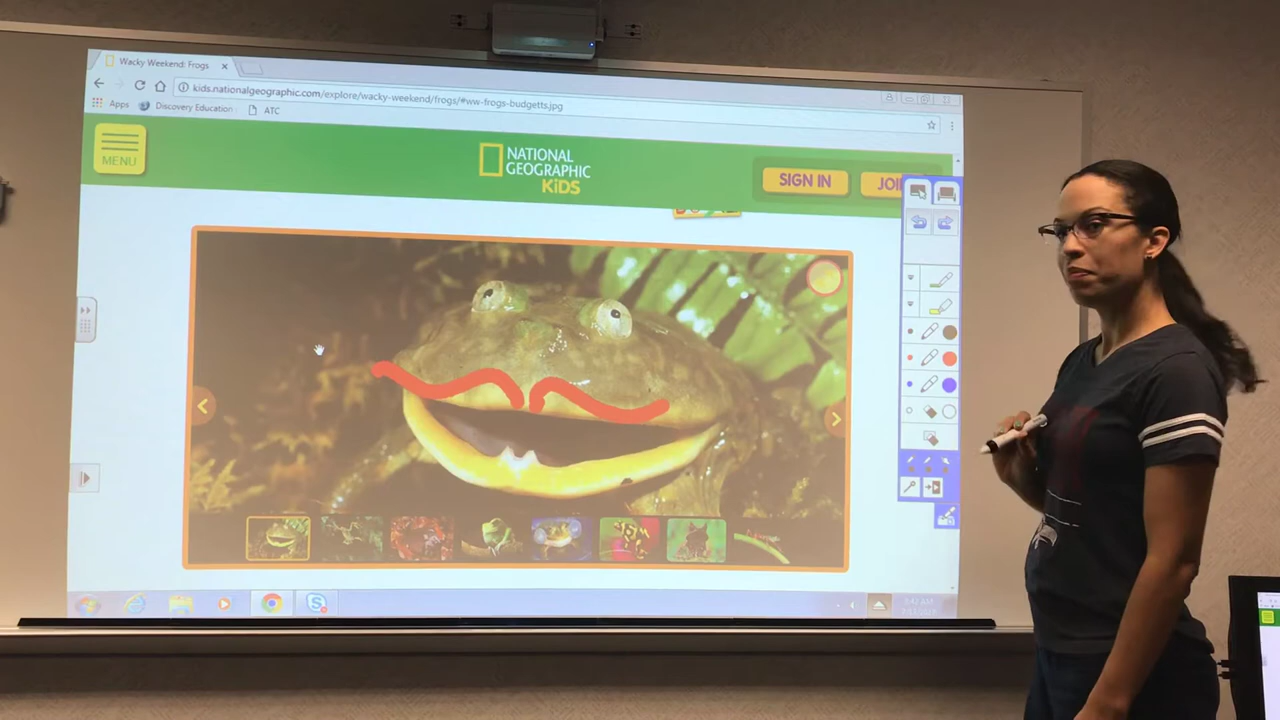 Wacky Weekend: Frogs
kids.nationalgeographic.com/explore/wacky-weekend/frogs/#ww-frogs-budgetts.jpg
Apps Discovery Education ATC
MENU
NATIONAL
GEOGRAPHIC
KiDS
SIGN IN
JOI